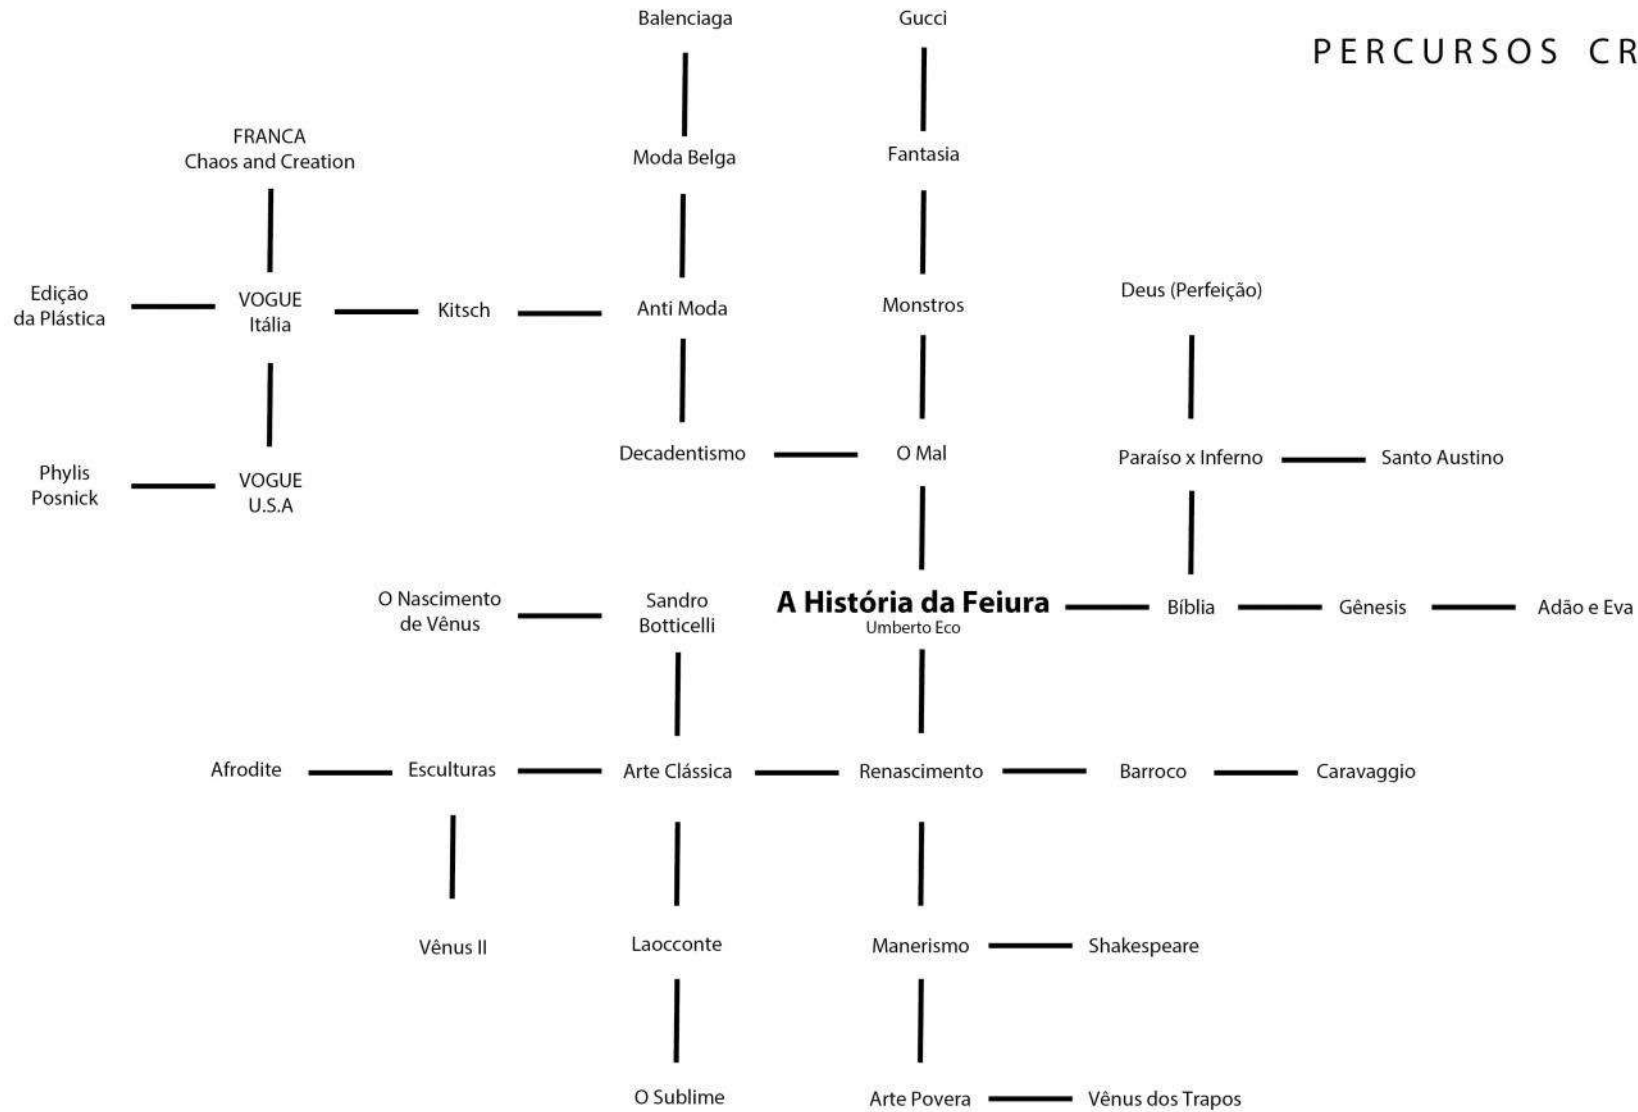 Balenciaga
Gucci
PERCURSOS CR
FRANCA
Chaos and Creation
Moda Belga
Fantasia
Edição
da Plástica
VOGUE
Itália
Kitsch
Anti Moda
Monstros
Deus (Perfeição)
Phylis
Posnick
VOGUE
U.S.A
Decadentismo
O Mal
Paraíso x Inferno
Santo Austino
O Nascimento
de Vênus
Sandro
Botticelli
A História da Feiura
Umberto Eco
Bíblia
Gênesis
Adão e Eva
Afrodite
Esculturas
Arte Clássica
Renascimento
Barroco
Caravaggio
Vênus II
Laocconte
Manerismo
Shakespeare
O Sublime
Arte Povera
Vênus dos Trapos